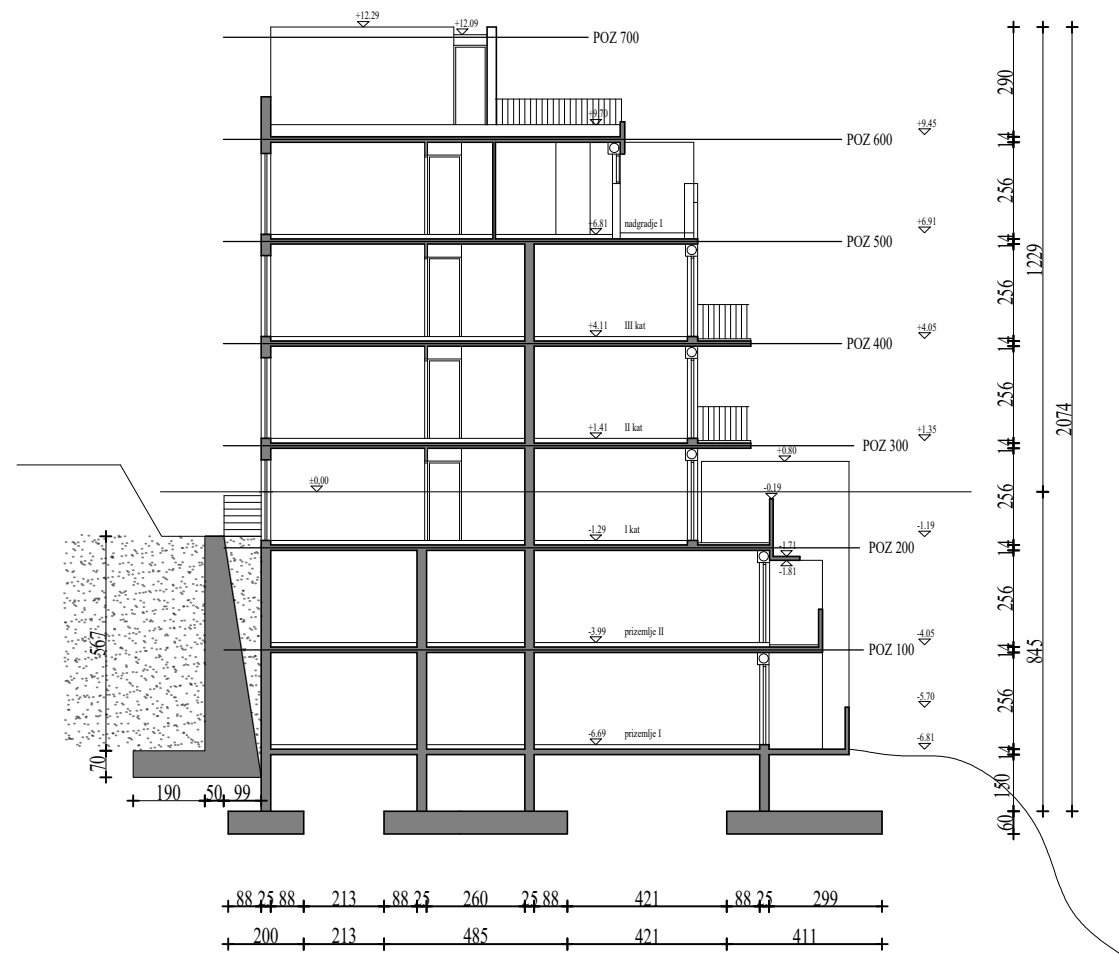 +12.29
+12.09
POZ 700
+9.70
+9.45
POZ 600
+6.81 nadgradje I
+6.91
POZ 500
+4.11 III kat
+4.05
POZ 400
+1.41 II kat
+1.35
POZ 300
+0.80
±0.00
-0.19
-1.29 I kat
-1.19
POZ 200
-1.71
-1.81
-3.99 prizemlje II
-4.05
POZ 100
-5.70
-6.69 prizemlje I
-6.81
290
14
256
14
256
14
256
14
256
14
256
14
256
14
150
60
1229
845
2074
567
70
190 50 99
88 25 88 213 88 25 260 25 88 421 88 25 299
200 213 485 421 411